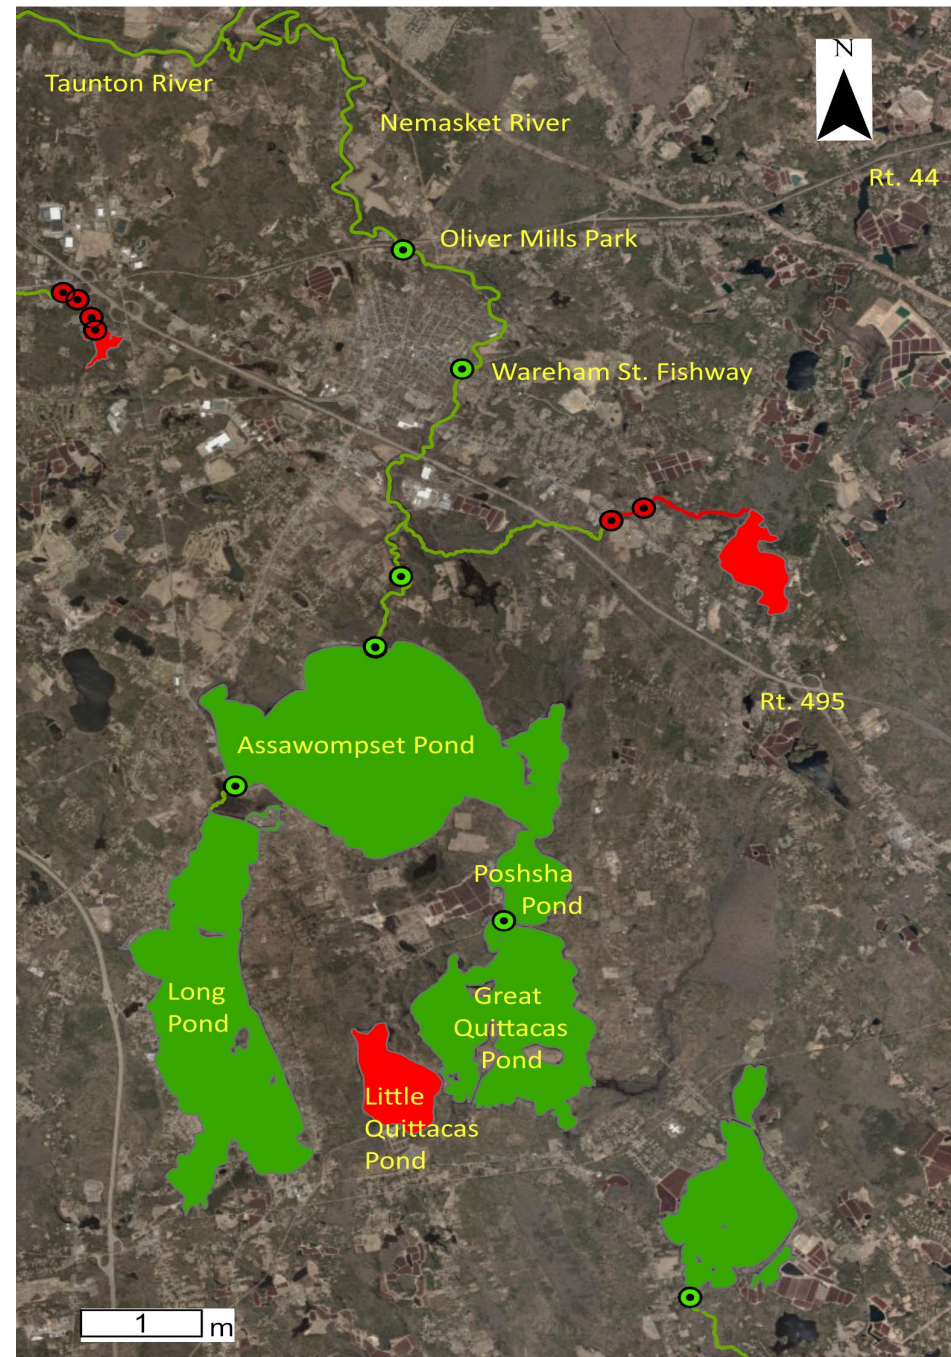 N
Taunton River
Nemasket River
Rt. 44
Oliver Mills Park
Wareham St. Fishway
Rt. 495
Assawompset Pond
Poshsha
Pond
Long
Pond
Great
Quittacas
Pond
Little
Quittacas
Pond
1 m